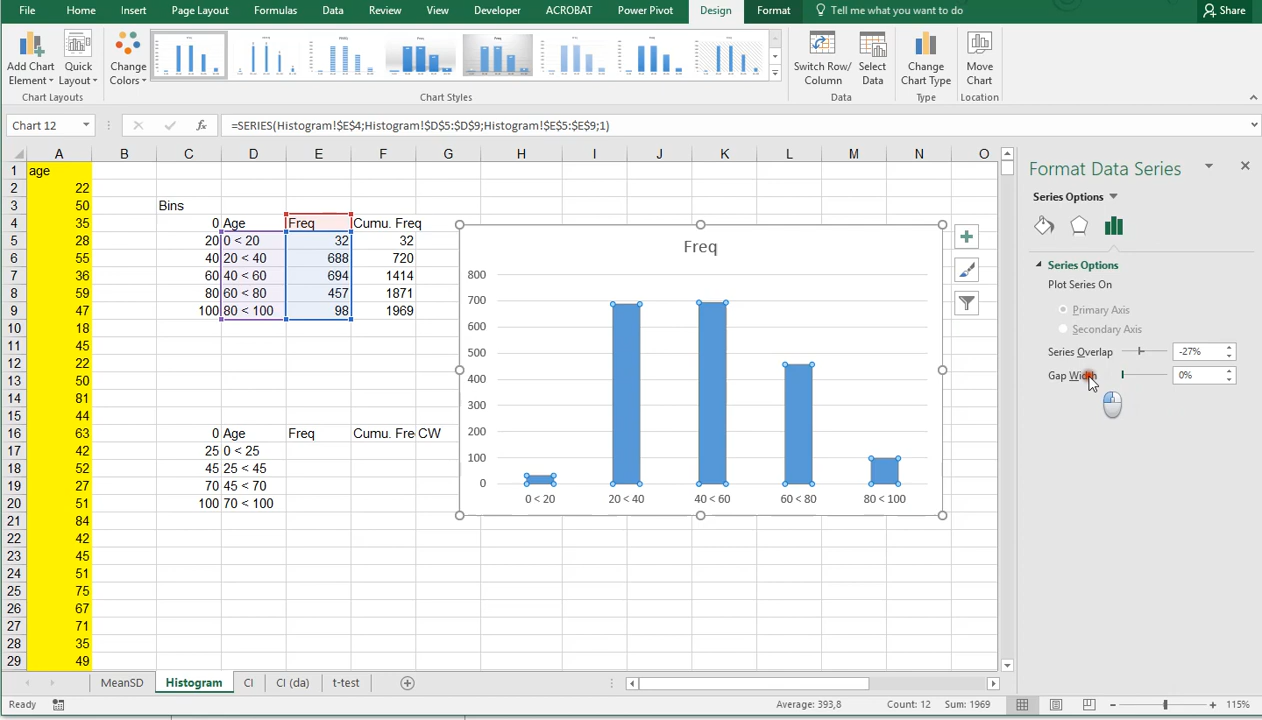 File Home Insert Page Layout Formulas Data Review View Developer ACROBAT Power Pivot Design Format Tell me what you want to do Share
Add Chart Element Quick Layout Change Colors Switch Row/ Column Select Data Change Chart Type Move Chart
Chart Layouts Chart Styles Data Type Location
Chart 12 fx =SERIES(Histogram!$E$4;Histogram!$D$5:$D$9;Histogram!$E$5:$E$9;1)
A B C D E F G H I J K L M N O
1 age
2 22
3 50 Bins
4 35 0 Age Freq Cumu. Freq
5 28 20 0 < 20 32 32
6 55 40 20 < 40 688 720
7 36 60 40 < 60 694 1414
8 59 80 60 < 80 457 1871
9 47 100 80 < 100 98 1969
10 18
11 45
12 22
13 50
14 81
15 44
16 63 0 Age Freq Cumu. Fre CW
17 42 25 0 < 25
18 52 45 25 < 45
19 27 70 45 < 70
20 51 100 70 < 100
21 84
22 42
23 45
24 51
25 75
26 67
27 71
28 35
29 49
Freq
800
700
600
500
400
300
200
100
0
0 < 20 20 < 40 40 < 60 60 < 80 80 < 100
Format Data Series
Series Options
Series Options
Plot Series On
Primary Axis
Secondary Axis
Series Overlap -27%
Gap Width 0%
MeanSD Histogram CI CI (da) t-test
Ready Average: 393,8 Count: 12 Sum: 1969 115%